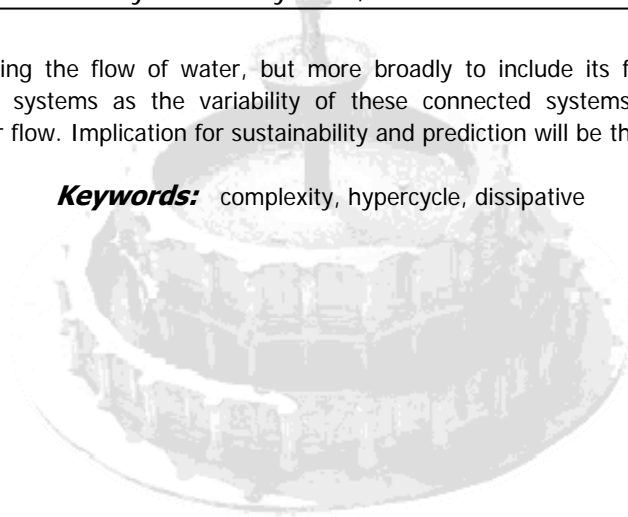 ing the flow of water, but more broadly to include its f
systems as the variability of these connected systems
r flow. Implication for sustainability and prediction will be th
Keywords: complexity, hypercycle, dissipative